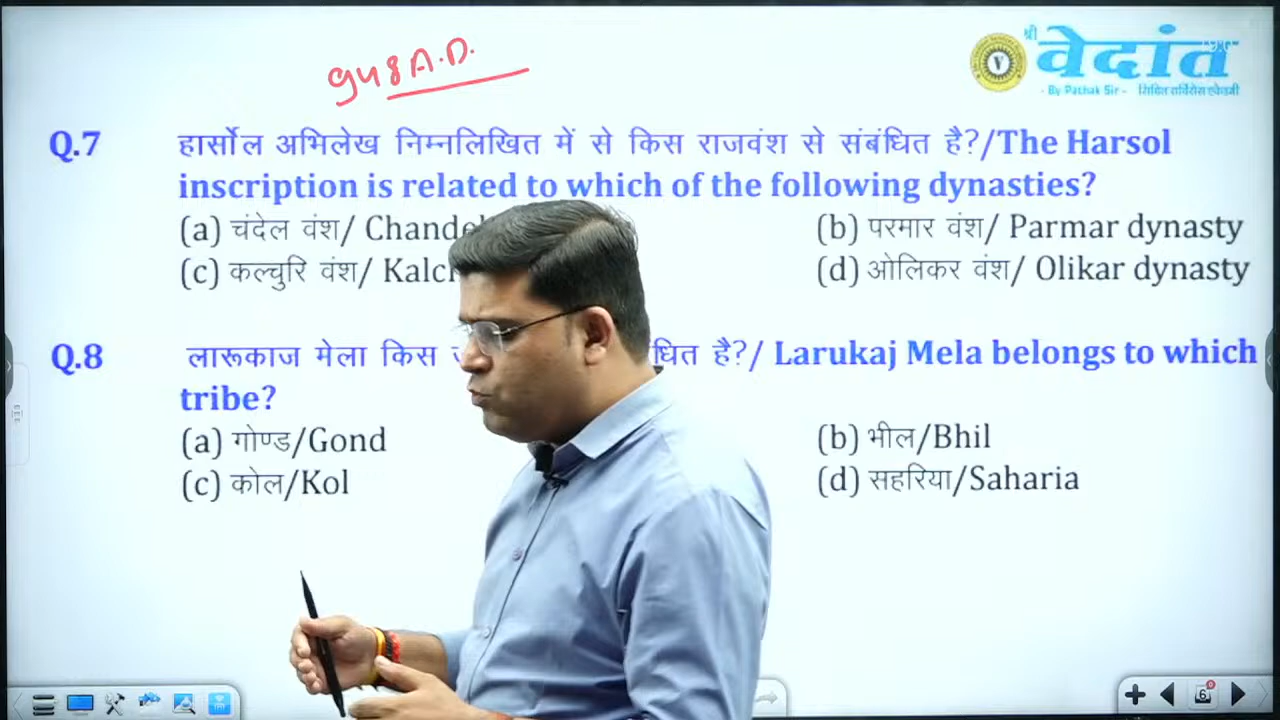 948 A.D.
श्री
वेदांत
- By Pathak Sir - सिविल सर्विसेस एकेडमी
Q.7 हार्सोल अभिलेख निम्नलिखित में से किस राजवंश से संबंधित है?/The Harsol
inscription is related to which of the following dynasties?
(a) चंदेल वंश/ (b) परमार वंश/ Parmar dynasty
(c) कल्चुरि वंश/ (d) ओलिकर वंश/ Olikar dynasty
Q.8 लारूकाज मेला किस है?/ Larukaj Mela belongs to which
tribe?
(a) गोण्ड/Gond (b) भील/Bhil
(c) कोल/Kol (d) सहरिया/Saharia
6